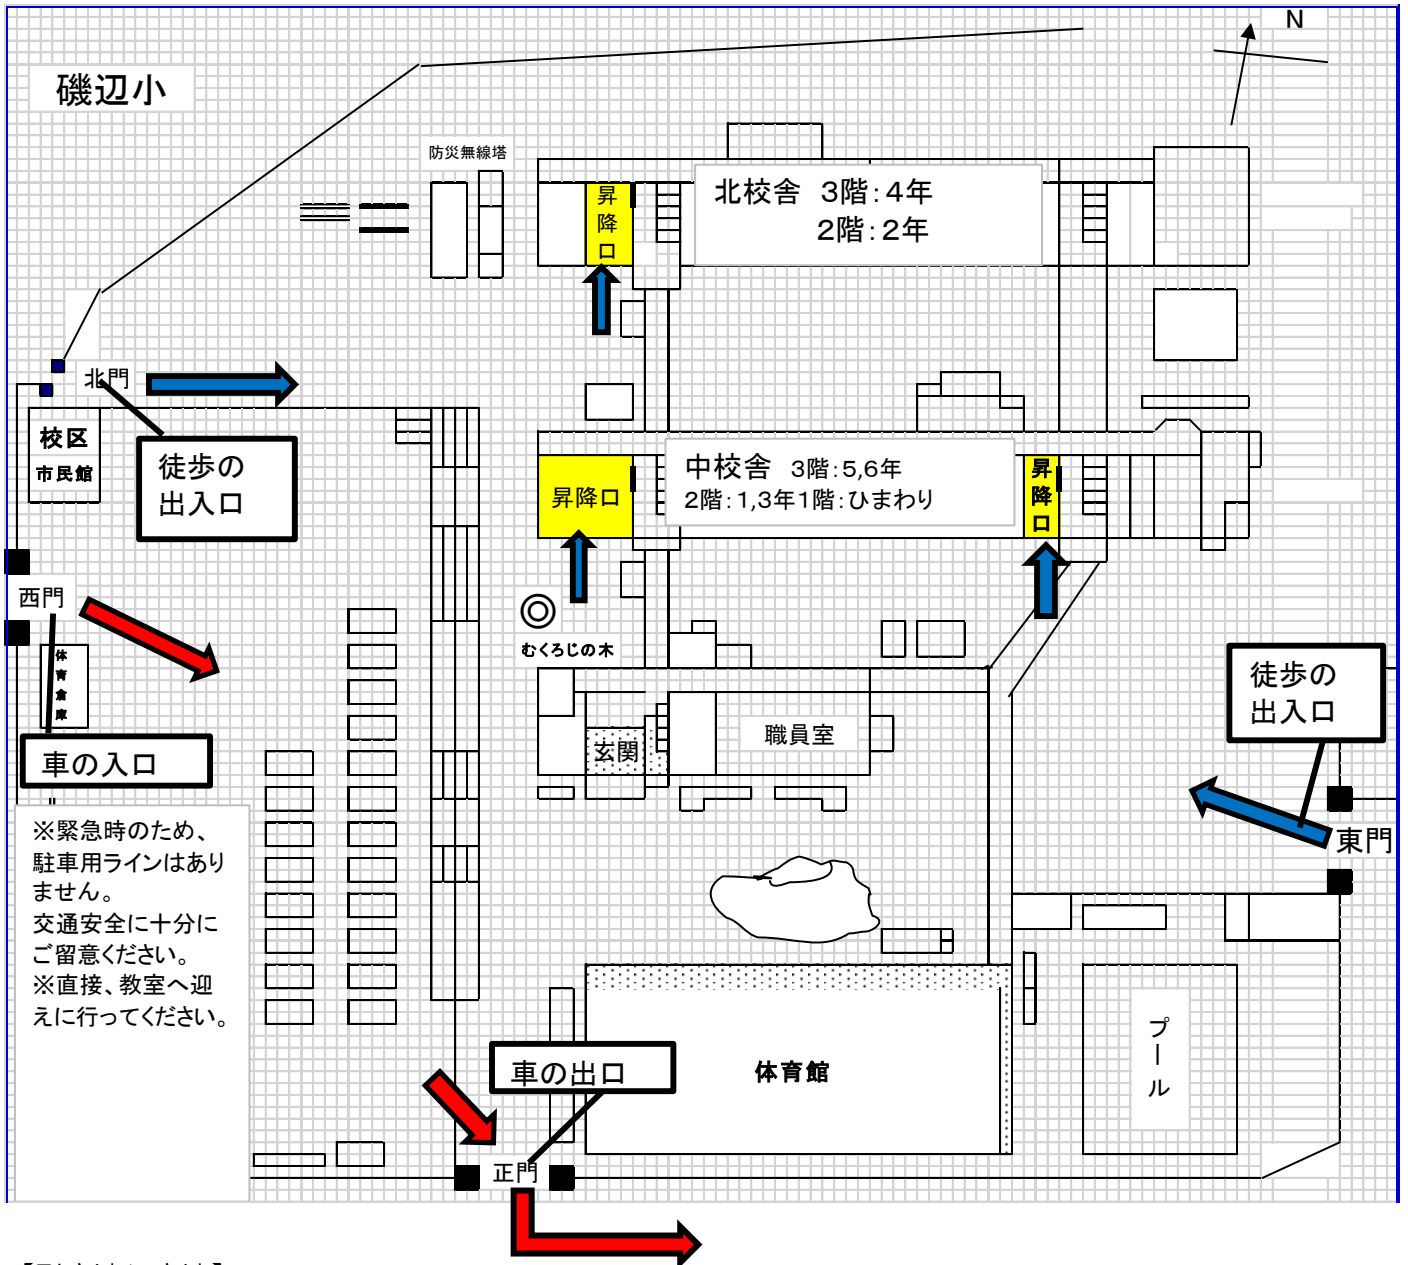 N
磯辺小
防災無線塔
北校舎 3階:4年
2階:2年
昇降口
北門
校区
市民館
徒歩の
出入口
昇降口
中校舎 3階:5,6年
2階:1,3年1階:ひまわり
昇降口
西門
体育倉庫
むくろじの木
徒歩の
出入口
車の入口
玄関
職員室
東門
※緊急時のため、
駐車用ラインはあり
ません。
交通安全に十分に
ご留意ください。
※直接、教室へ迎
えに行ってください。
車の出口
体育館
プール
正門